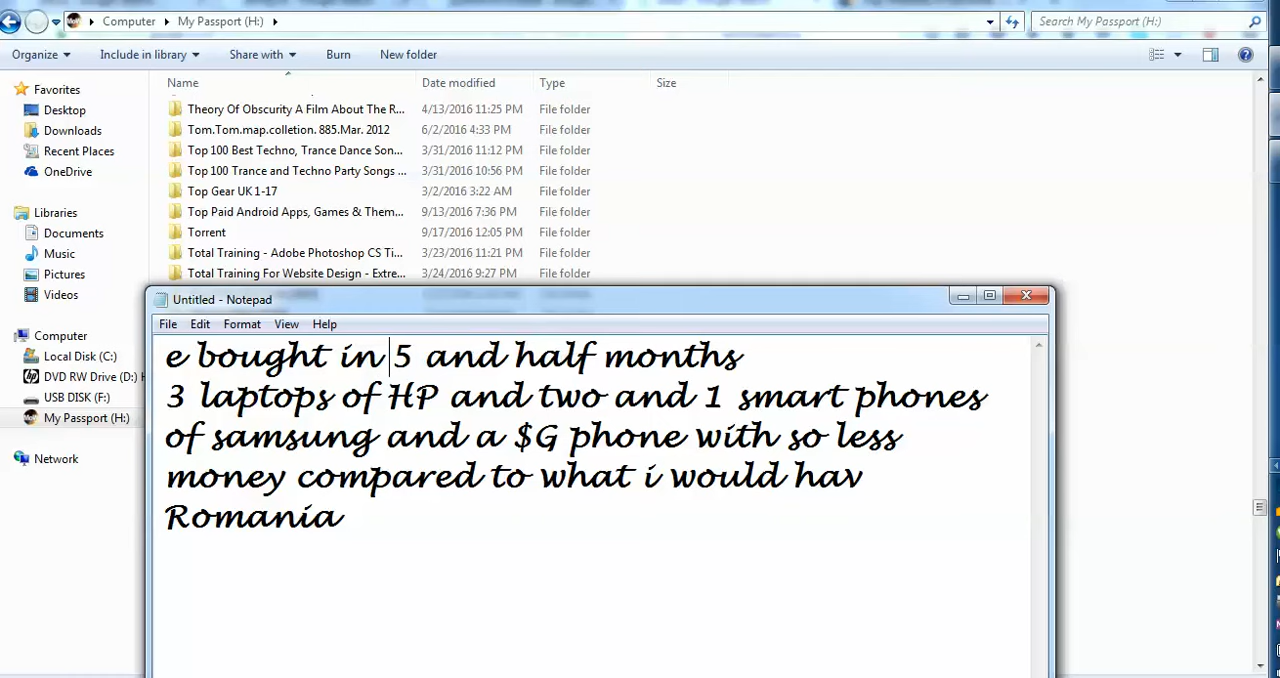 Computer My Passport (H:) Search My Passport (H:)
Organize Include in library Share with Burn New folder
Name Date modified Type Size
Favorites
Desktop
Downloads
Recent Places
OneDrive
Libraries
Documents
Music
Pictures
Videos
Computer
Local Disk (C:)
DVD RW Drive (D:) H
USB DISK (F:)
My Passport (H:)
Network
Theory Of Obscurity A Film About The R... 4/13/2016 11:25 PM File folder
Tom.Tom.map.colletion. 885.Mar. 2012 6/2/2016 4:33 PM File folder
Top 100 Best Techno, Trance Dance Son... 3/31/2016 11:12 PM File folder
Top 100 Trance and Techno Party Songs ... 3/31/2016 10:56 PM File folder
Top Gear UK 1-17 3/2/2016 3:22 AM File folder
Top Paid Android Apps, Games & Them... 9/13/2016 7:36 PM File folder
Torrent 9/17/2016 12:05 PM File folder
Total Training - Adobe Photoshop CS Ti... 3/23/2016 11:21 PM File folder
Total Training For Website Design - Extre... 3/24/2016 9:27 PM File folder
Untitled - Notepad
File Edit Format View Help
e bought in 5 and half months
3 laptops of HP and two and 1 smart phones
of samsung and a $G phone with so less
money compared to what i would hav
Romania